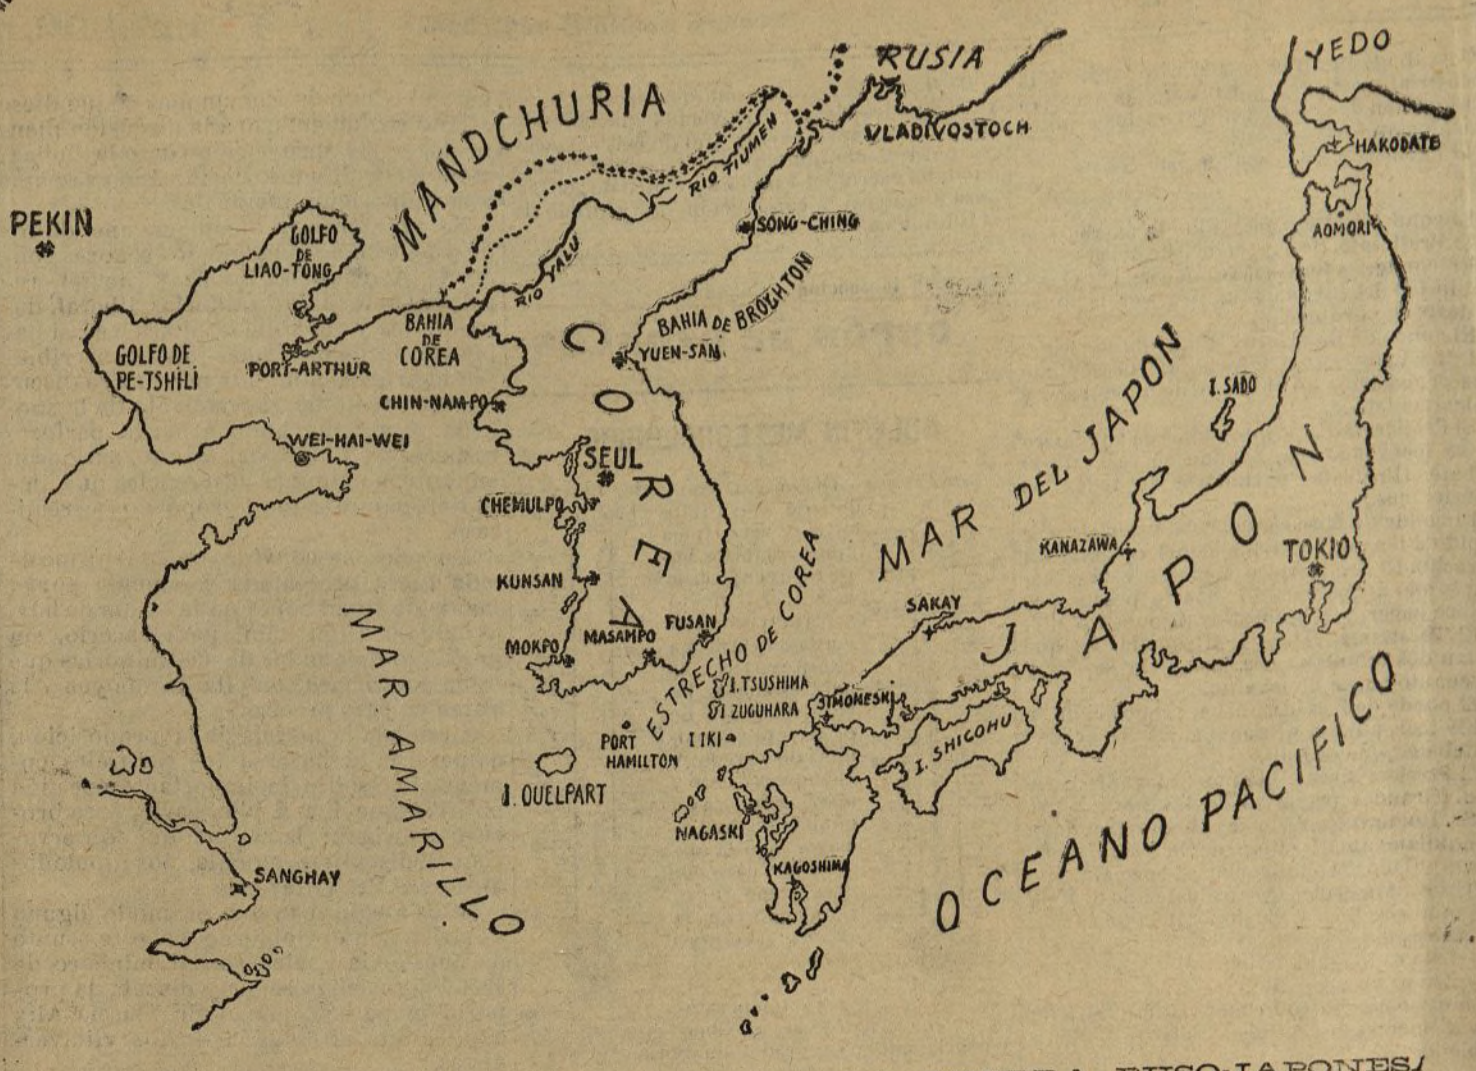 YEDO
RUSIA
MANDCHURIA
VLADIVOSTOCH
HAKODATE
RIO TIUMEN
PEKIN
SONG-CHING
AOMORI
GOLFO
DE
LIAO-TONG
RIO YALU
BAHIA DE BROGHTON
BAHIA
DE
COREA
GOLFO DE
PE-TSHILI
PORT-ARTHUR
YUEN-SAN
COREA
CHIN-NAMPO
I. SADO
WEI-HAI-WEI
SEUL
MAR DEL JAPON
CHEMULPO
JAPON
KANAZAWA
TOKIO
KUNSAN
SAKAY
MAR AMARILLO
MASAMPO
FUSAN
MOKPO
ESTRECHO DE COREA
I. TSUSHIMA
I ZUGUHARA
SIMONESKI
PORT
HAMILTON
I IKI
I. SHICOHU
I. QUELPART
NAGASKI
OCEANO PACIFICO
KAGOSHIMA
SANGHAY
RUSO-JAPONES